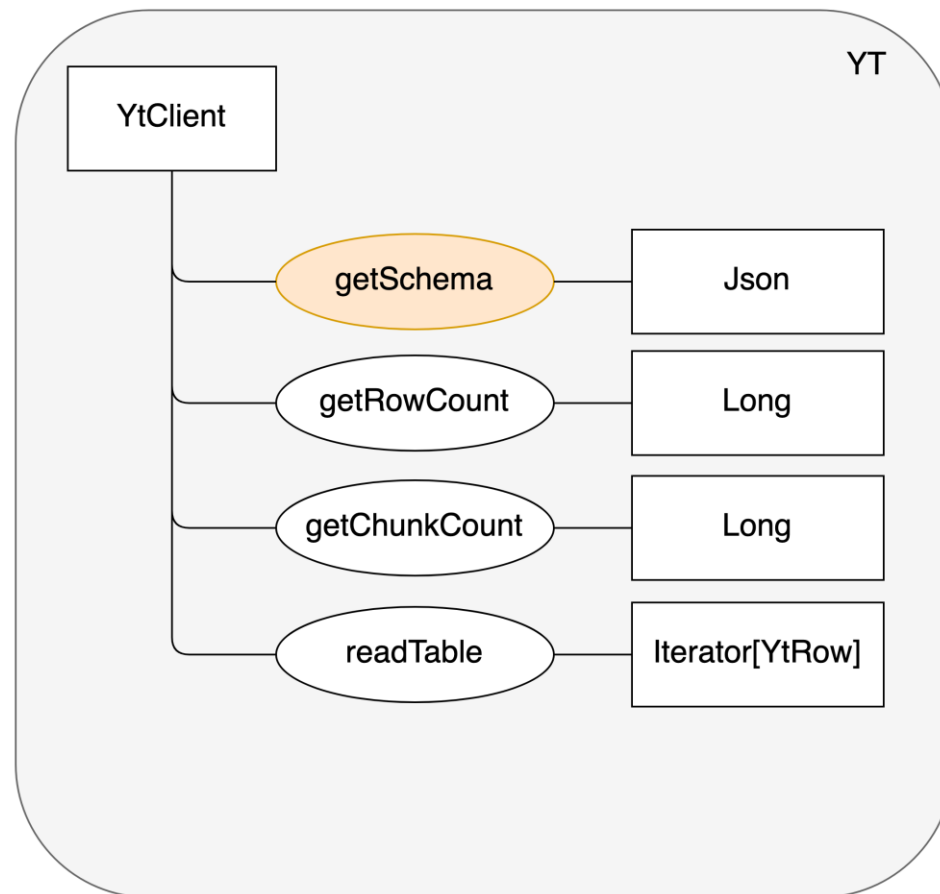 YT
YtClient
getSchema
Json
getRowCount
Long
getChunkCount
Long
readTable
Iterator[YtRow]